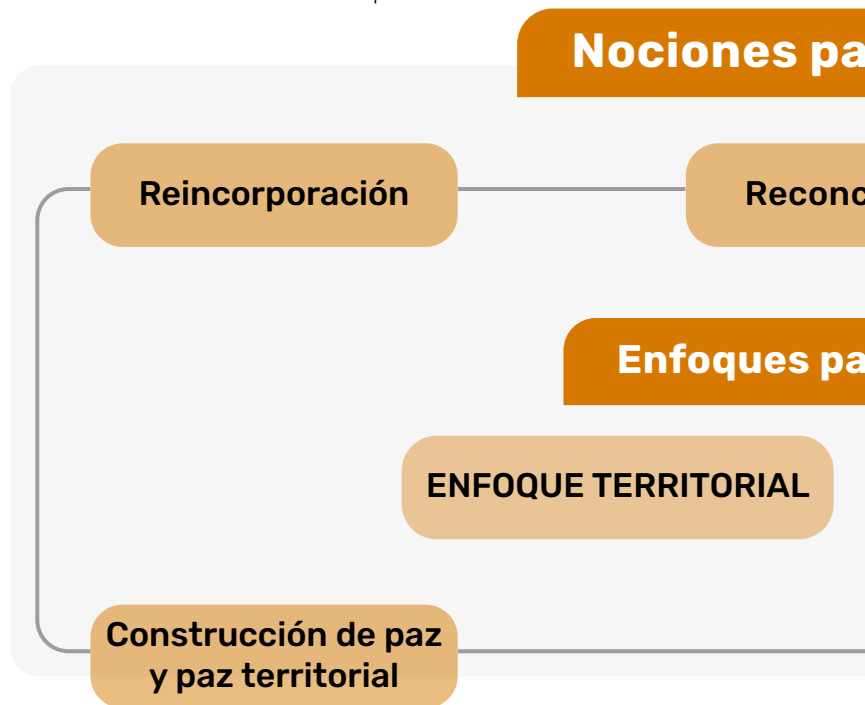 Nociones pa
Reincorporación
Reconc
Enfoques pa
ENFOQUE TERRITORIAL
Construcción de paz
y paz territorial